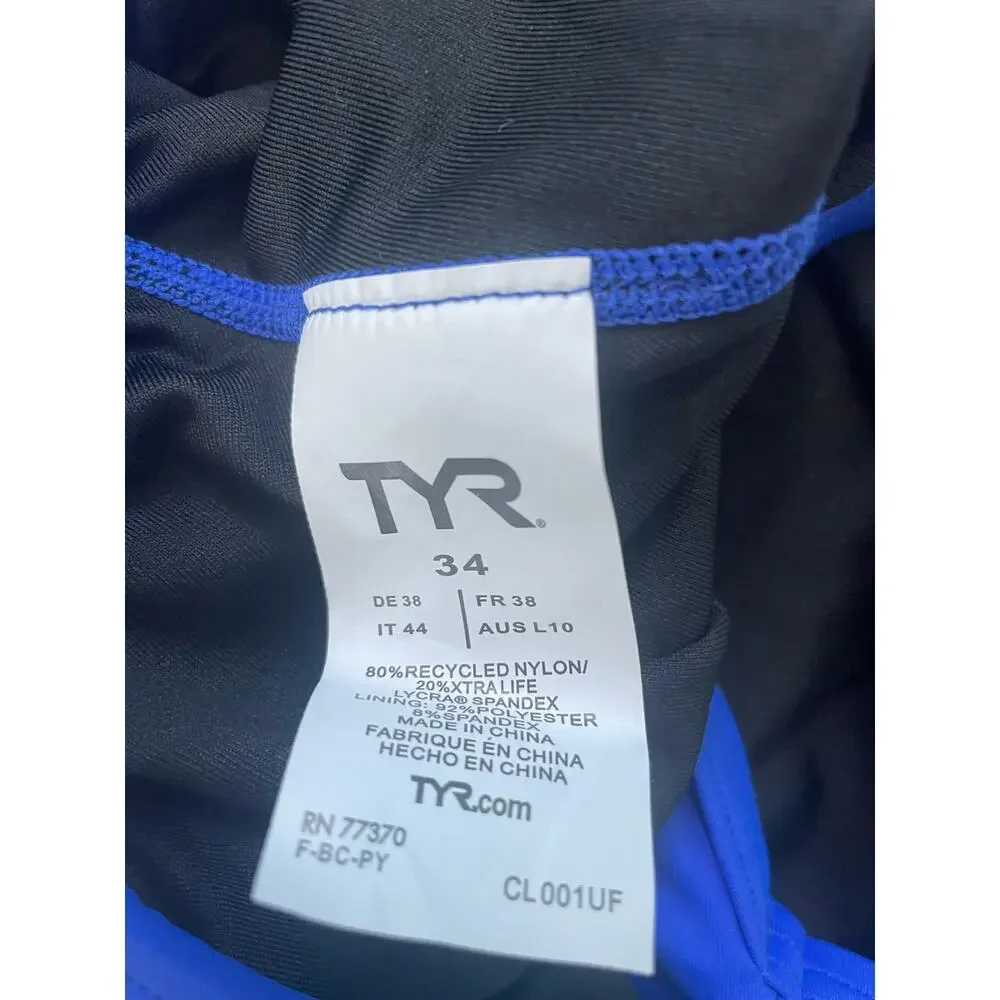 TYR®
34
DE 38 | FR 38
IT 44 | AUS L10
80%RECYCLED NYLON/
20%XTRA LIFE
LYCRA® SPANDEX
LINING: 92%POLYESTER
8%SPANDEX
MADE IN CHINA
FABRIQUE ÉN CHINA
HECHO EN CHINA
TYR.com
RN 77370
F-BC-PY
CL001UF